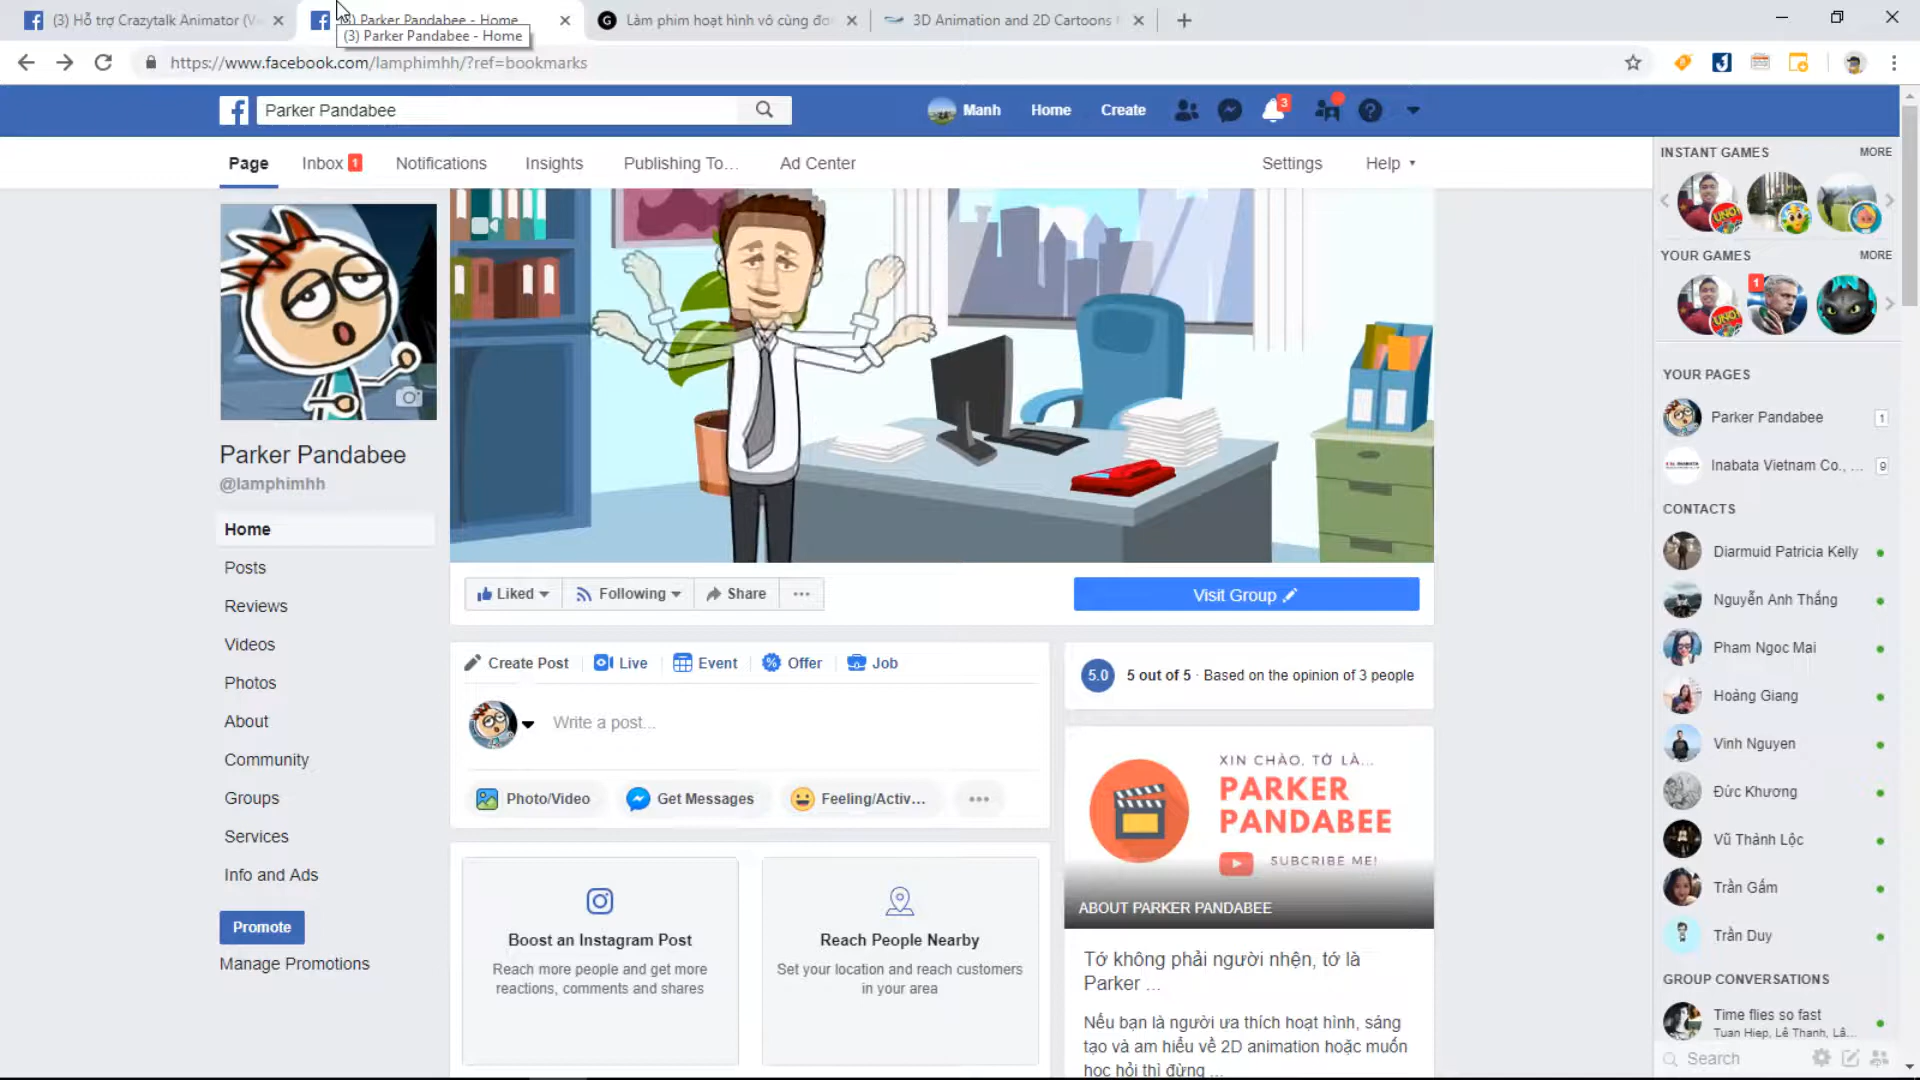 (3) Hỗ trợ Crazytalk Animator (Vi
(3) Parker Pandabee - Home
Làm phim hoạt hình vô cùng đơ
3D Animation and 2D Cartoons
(3) Parker Pandabee - Home
https://www.facebook.com/lamphimhh/?ref=bookmarks
Parker Pandabee
Manh
Home
Create
3
Page
Inbox 1
Notifications
Insights
Publishing To...
Ad Center
Settings
Help
Parker Pandabee
@lamphimhh
Home
Posts
Reviews
Videos
Photos
About
Community
Groups
Services
Info and Ads
Promote
Manage Promotions
Liked
Following
Share
Visit Group
Create Post
Live
Event
Offer
Job
Write a post...
Photo/Video
Get Messages
Feeling/Activ...
Boost an Instagram Post
Reach more people and get more
reactions, comments and shares
Reach People Nearby
Set your location and reach customers
in your area
5.0 5 out of 5 · Based on the opinion of 3 people
XIN CHÀO, TỚ LÀ...
PARKER
PANDABEE
SUBCRIBE ME!
ABOUT PARKER PANDABEE
Tớ không phải người nhện, tớ là
Parker ...
Nếu bạn là người ưa thích hoạt hình, sáng
tạo và am hiểu về 2D animation hoặc muốn
học hỏi thì đừng ...
INSTANT GAMES
MORE
YOUR GAMES
MORE
1
YOUR PAGES
Parker Pandabee 1
Inabata Vietnam Co., ... 9
CONTACTS
Diarmuid Patricia Kelly
Nguyễn Anh Thắng
Pham Ngoc Mai
Hoàng Giang
Vinh Nguyen
Đức Khương
Vũ Thành Lộc
Trần Gấm
Trần Duy
GROUP CONVERSATIONS
Time flies so fast
Tuan Hiep, Lê Thanh, Lâ...
Search